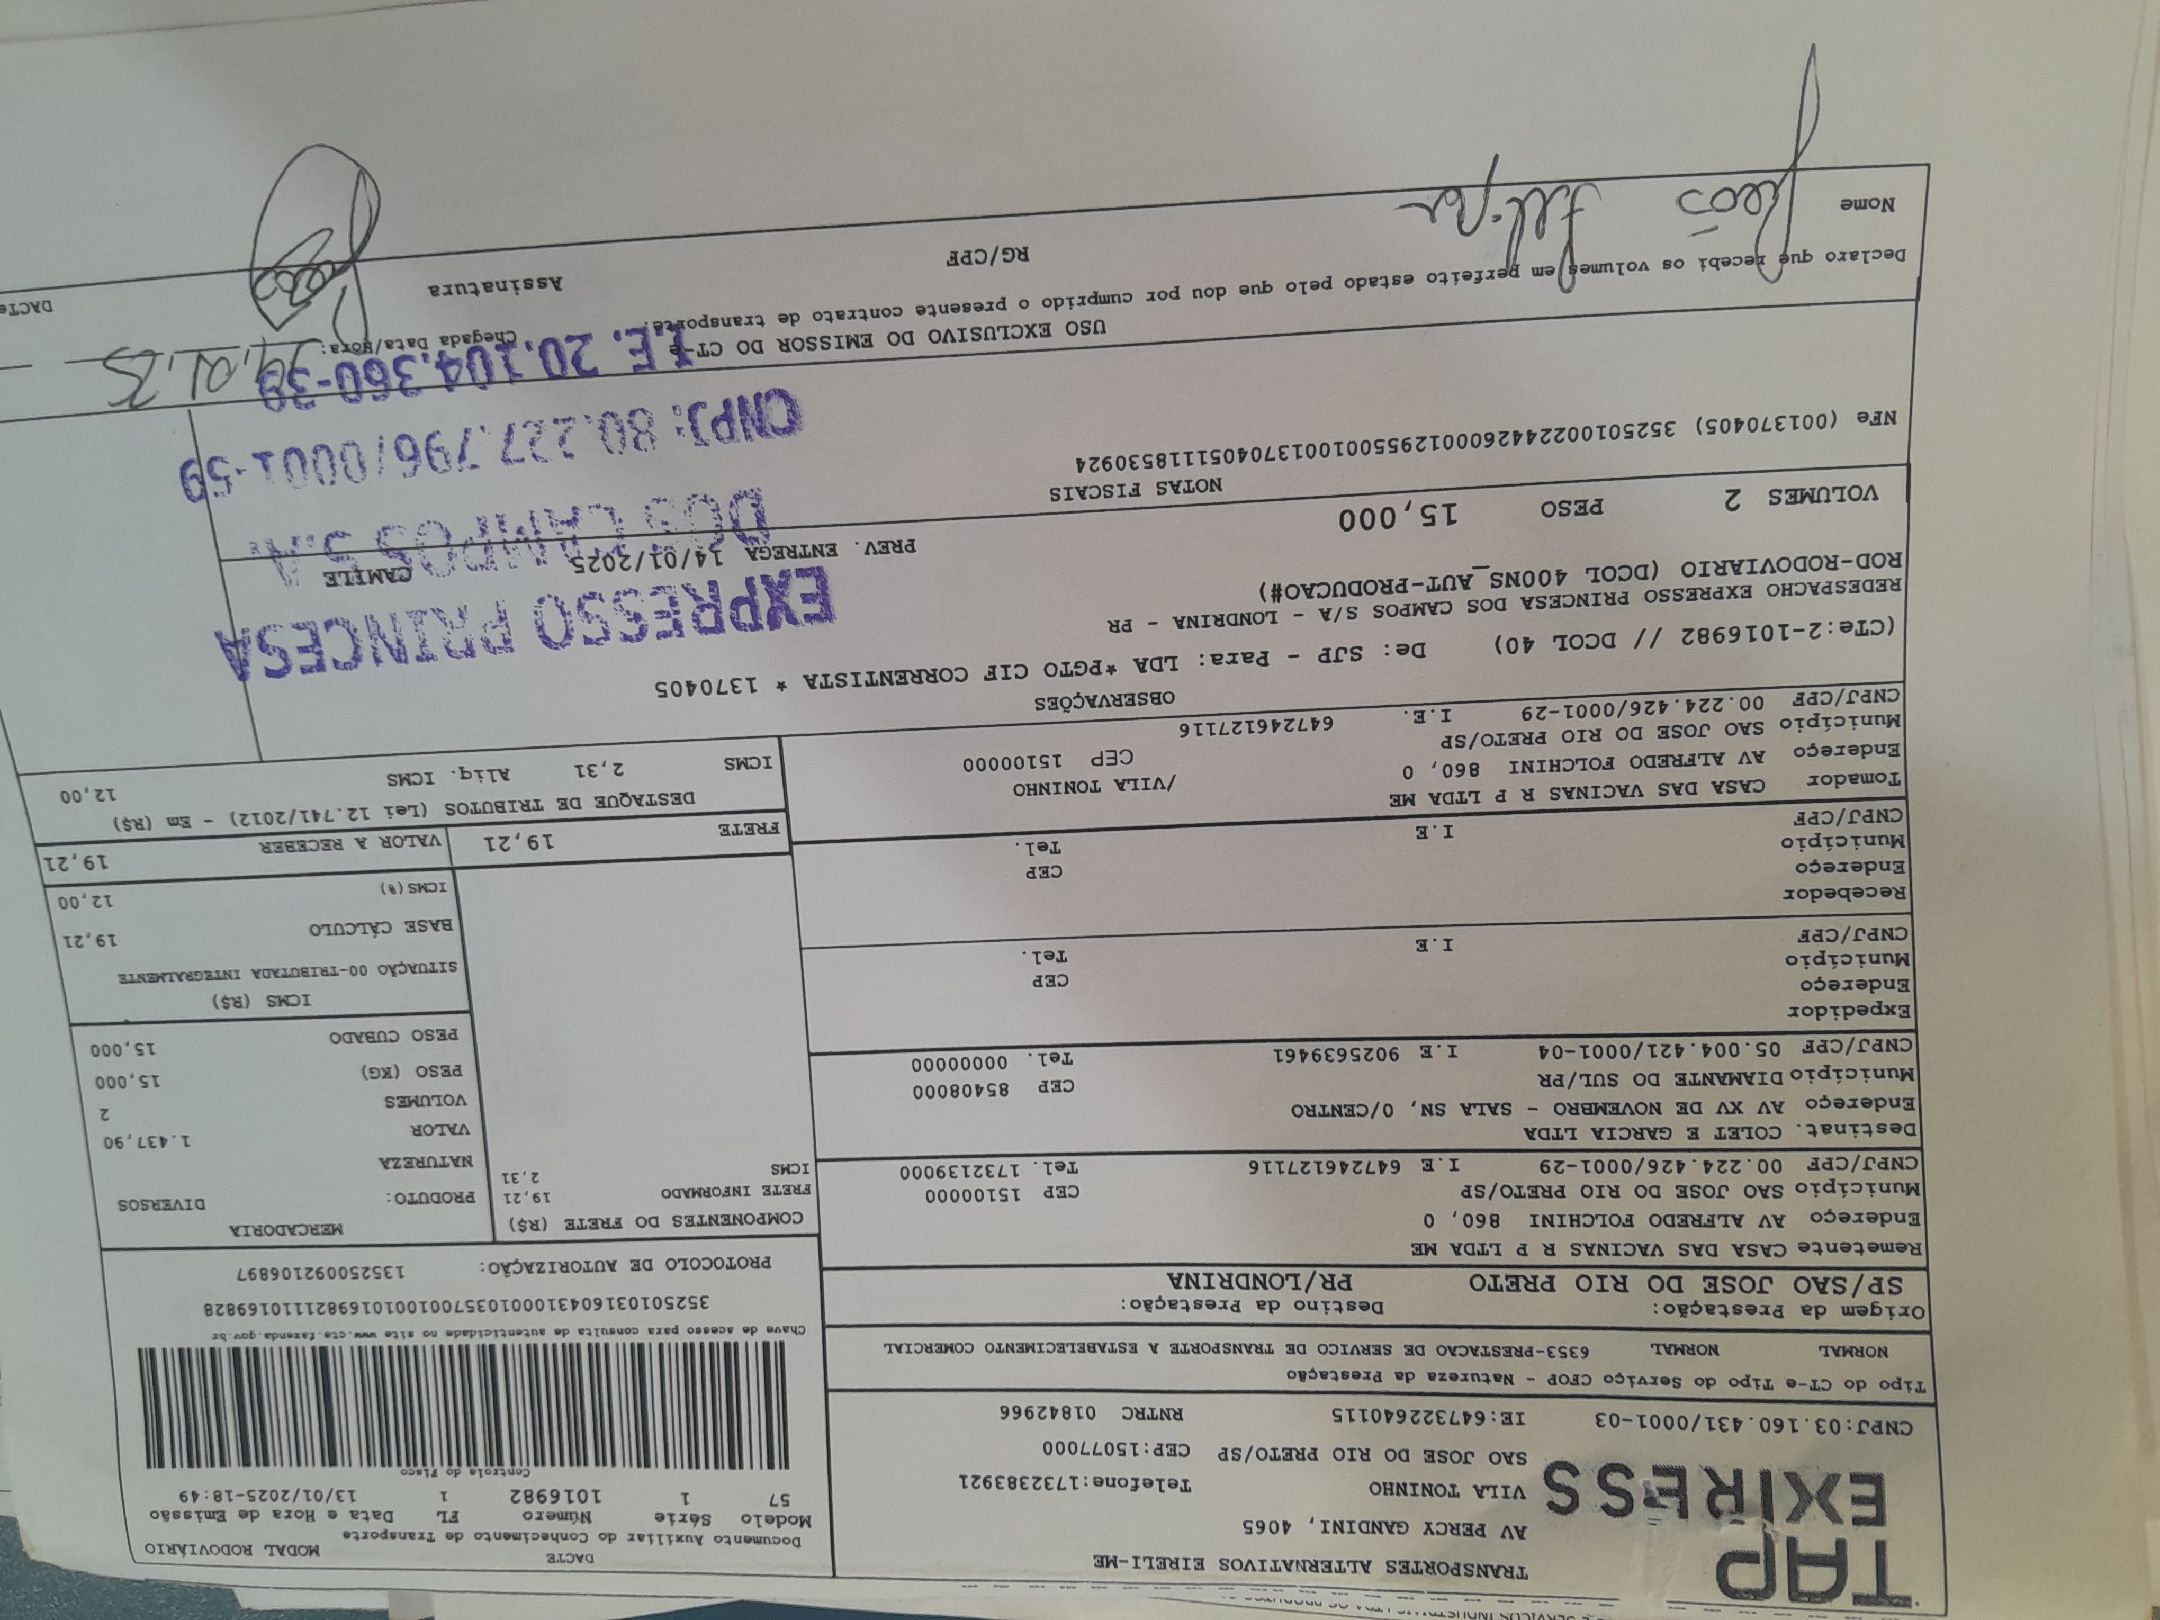 TAP
EXPRESS
TRANSPORTES ALTERNATIVOS EIRELI-ME
AV PERCY GANDINI, 4065
VILA TONINHO Telefone:1732383921
SAO JOSE DO RIO PRETO/SP CEP:15077000
CNPJ:03.160.431/0001-03 IE:647322640115 RNTRC 01842966
DACTE MODAL RODOVIÁRIO
Documento Auxiliar do Conhecimento de Transporte
Modelo Série Número FL Data e Hora de Emissão
57 1 1016982 1 13/01/2025-18:49
Controle do Fisco
Chave de acesso para consulta de autenticidade no site www.cte.fazenda.gov.br
35250103160431000103570010010169821111016982 8
PROTOCOLO DE AUTORIZAÇÃO: 135250092106897
Tipo do CT-e Tipo do Serviço CFOP - Natureza da Prestação
NORMAL NORMAL 6353-PRESTACAO DE SERVICO DE TRANSPORTE A ESTABELECIMENTO COMERCIAL
Origem da Prestação: Destino da Prestação:
SP/SAO JOSE DO RIO PRETO PR/LONDRINA
Remetente CASA DAS VACINAS R P LTDA ME
Endereço AV ALFREDO FOLCHINI 860, 0
Município SAO JOSE DO RIO PRETO/SP CEP 15100000
CNPJ/CPF 00.224.426/0001-29 I.E 647246127116 Tel. 1732139000
Destinat. COLET E GARCIA LTDA
Endereço AV XV DE NOVEMBRO - SALA SN, 0/CENTRO
Município DIAMANTE DO SUL/PR CEP 85408000
CNPJ/CPF 05.004.421/0001-04 I.E 9025639461 Tel. 00000000
Expedidor
Endereço
Município CEP
CNPJ/CPF I.E Tel.
Recebedor
Endereço
Município CEP
CNPJ/CPF I.E Tel.
Tomador CASA DAS VACINAS R P LTDA ME
Endereço AV ALFREDO FOLCHINI 860, 0 /VILA TONINHO
Município SAO JOSE DO RIO PRETO/SP CEP 15100000
CNPJ/CPF 00.224.426/0001-29 I.E. 647246127116
COMPONENTES DO FRETE (R$)
FRETE INFORMADO 19,21
ICMS 2,31
MERCADORIA
PRODUTO: DIVERSOS
NATUREZA
VALOR 1.437,90
VOLUMES 2
PESO (KG) 15,000
PESO CUBADO 15,000
ICMS (R$)
SITUAÇÃO 00-TRIBUTADA INTEGRALMENTE
BASE CÁLCULO 19,21
ICMS(%) 12,00
FRETE 19,21 VALOR A RECEBER 19,21
DESTAQUE DE TRIBUTOS (Lei 12.741/2012) - Em (R$)
ICMS 2,31 Aliq. ICMS 12,00
OBSERVAÇÕES
(CTe:2-1016982 // DCOL 40) De: SJP - Para: LDA *PGTO CIF CORRENTISTA * 1370405
REDESPACHO EXPRESSO PRINCESA DOS CAMPOS S/A - LONDRINA - PR
ROD-RODOVIARIO (DCOL 400NS_AUT-PRODUCAO#)
VOLUMES 2 PESO 15,000 PREV. ENTREGA 14/01/2025 CAMILE
NOTAS FISCAIS
NFe (001370405) 35250100224426000129550010013704051118530924
EXPRESSO PRINCESA
DOS CAMPOS S.A.
CNPJ: 80.227.796/0001-59
I.E. 20.104.360-39
USO EXCLUSIVO DO EMISSOR DO CT-e
Declaro que recebi os volumes em perfeito estado pelo que dou por cumprido o presente contrato de transporte.
Chegada Data/Hora:
Nome RG/CPF Assinatura
DACTe